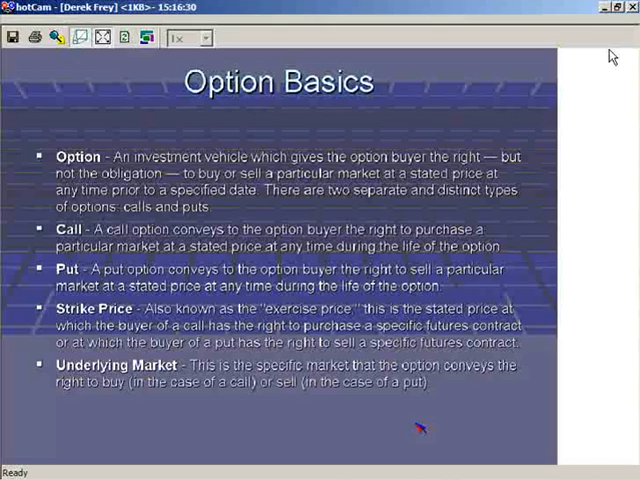 hotCam - [Derek Frey] <1KB>- 15:16:30
1x
Option Basics
Option - An investment vehicle which gives the option buyer the right — but
not the obligation — to buy or sell a particular market at a stated price at
any time prior to a specified date. There are two separate and distinct types
of options: calls and puts.
Call - A call option conveys to the option buyer the right to purchase a
particular market at a stated price at any time during the life of the option.
Put - A put option conveys to the option buyer the right to sell a particular
market at a stated price at any time during the life of the option.
Strike Price - Also known as the "exercise price," this is the stated price at
which the buyer of a call has the right to purchase a specific futures contract
or at which the buyer of a put has the right to sell a specific futures contract.
Underlying Market - This is the specific market that the option conveys the
right to buy (in the case of a call) or sell (in the case of a put).
Ready